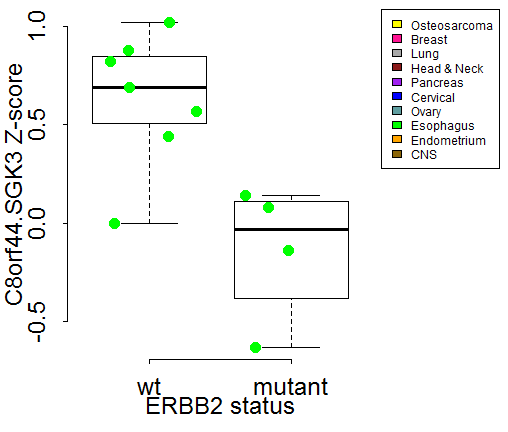 C8orf44.SGK3 Z-score
1.0
0.5
0.0
-0.5
wt mutant
ERBB2 status
Osteosarcoma
Breast
Lung
Head & Neck
Pancreas
Cervical
Ovary
Esophagus
Endometrium
CNS